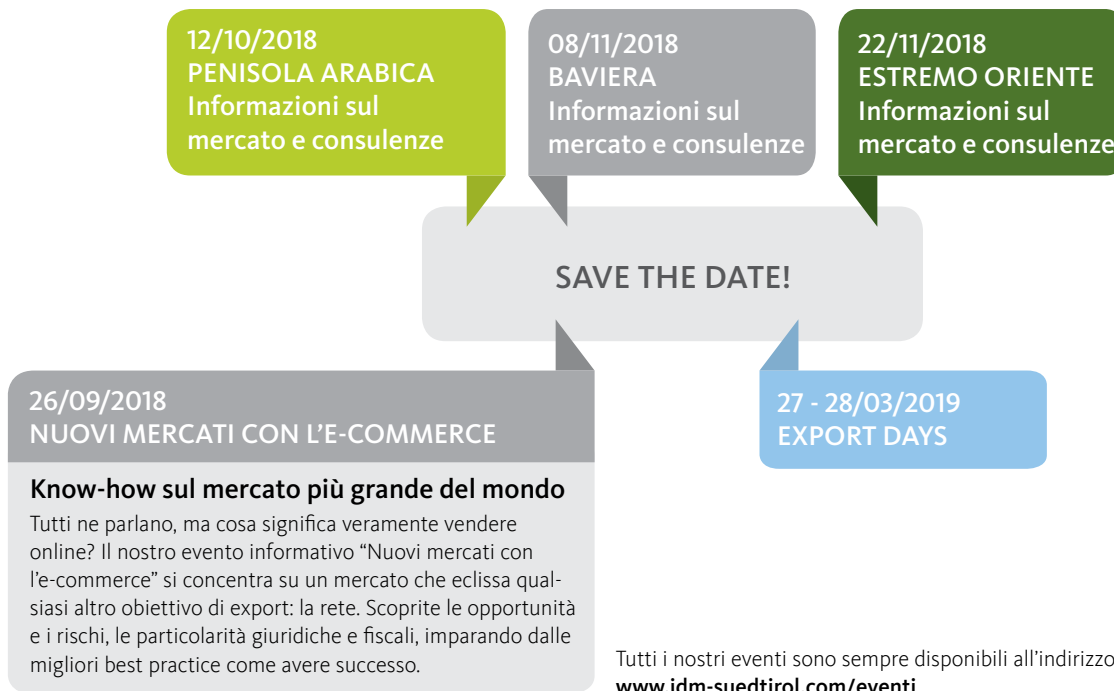 12/10/2018
PENISOLA ARABICA
Informazioni sul
mercato e consulenze
08/11/2018
BAVIERA
Informazioni sul
mercato e consulenze
22/11/2018
ESTREMO ORIENTE
Informazioni sul
mercato e consulenze
SAVE THE DATE!
26/09/2018
NUOVI MERCATI CON L'E-COMMERCE
Know-how sul mercato più grande del mondo
Tutti ne parlano, ma cosa significa veramente vendere
online? Il nostro evento informativo “Nuovi mercati con
l'e-commerce” si concentra su un mercato che eclissa qual-
siasi altro obiettivo di export: la rete. Scoprite le opportunità
e i rischi, le particolarità giuridiche e fiscali, imparando dalle
migliori best practice come avere successo.
27 - 28/03/2019
EXPORT DAYS
Tutti i nostri eventi sono sempre disponibili all'indirizzo
www.idm-suedtirol.com/eventi